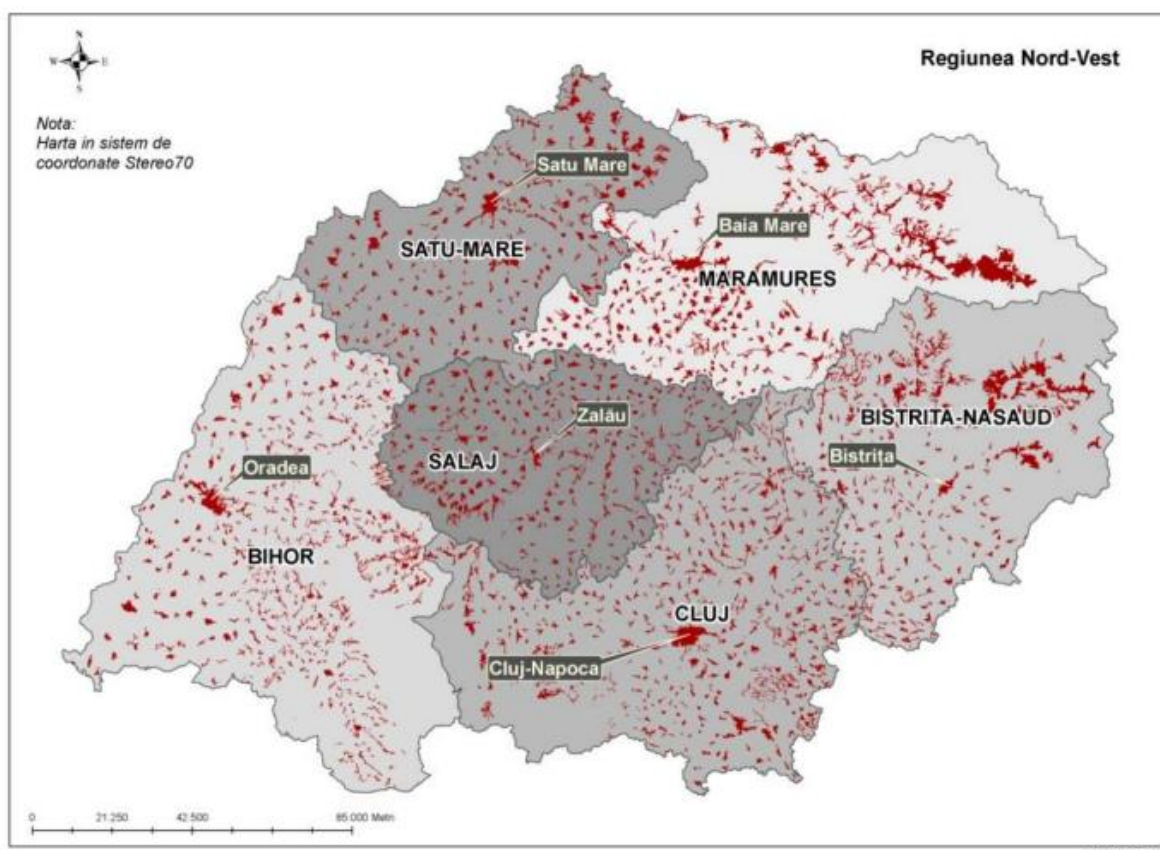 Regiunea Nord-Vest
N
W E
S
Nota:
Harta in sistem de
coordonate Stereo70
Satu Mare
Baia Mare
SATU-MARE
MARAMURES
Zalău
BISTRITA-NASAUD
Oradea
SALAJ
Bistrița
BIHOR
CLUJ
Cluj-Napoca
0 21.250 42.500 85.000 Metri